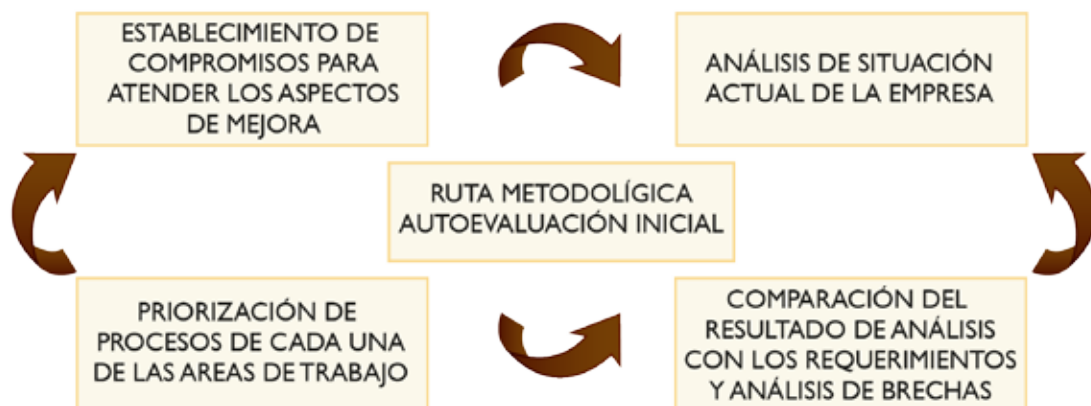 ESTABLECIMIENTO DE
COMPROMISOS PARA
ATENDER LOS ASPECTOS
DE MEJORA
ANÁLISIS DE SITUACIÓN
ACTUAL DE LA EMPRESA
RUTA METODOLÍGICA
AUTOEVALUACIÓN INICIAL
PRIORIZACIÓN DE
PROCESOS DE CADA UNA
DE LAS AREAS DE TRABAJO
COMPARACIÓN DEL
RESULTADO DE ANÁLISIS
CON LOS REQUERIMIENTOS
Y ANÁLISIS DE BRECHAS